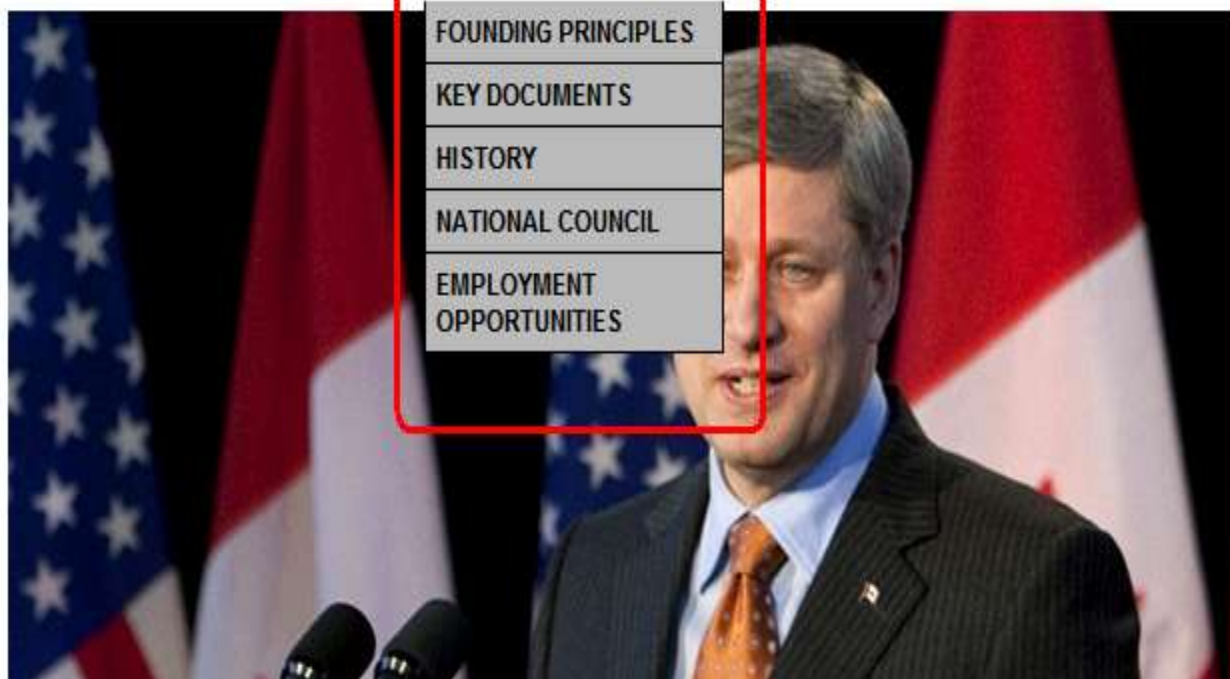 FOUNDING PRINCIPLES
KEY DOCUMENTS
HISTORY
NATIONAL COUNCIL
EMPLOYMENT
OPPORTUNITIES